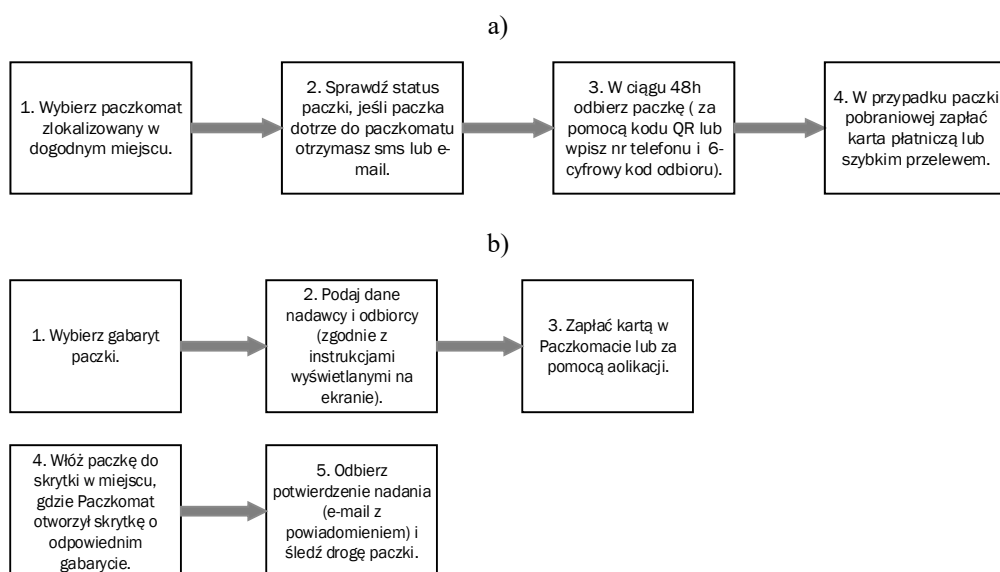 a)
1. Wybierz paczkomat
zlokalizowany w
dogodnym miejscu.
2. Sprawdź status
paczki, jeśli paczka
dotrze do paczkomatu
otrzymasz sms lub e-
mail.
3. W ciągu 48h
odbierz paczkę ( za
pomocą kodu QR lub
wpisz nr telefonu i 6-
cyfrowy kod odbioru).
4. W przypadku paczki
pobraniowej zapłać
karta płatniczą lub
szybkim przelewem.
b)
1. Wybierz gabaryt
paczki.
2. Podaj dane
nadawcy i odbiorcy
(zgodnie z
instrukcjami
wyświetlanymi na
ekranie).
3. Zapłać kartą w
Paczkomacie lub za
pomocą aolikacji.
4. Włóż paczkę do
skrytki w miejscu,
gdzie Paczkomat
otworzył skrytkę o
odpowiednim
gabarycie.
5. Odbierz
potwierdzenie nadania
(e-mail z
powiadomieniem) i
śledź drogę paczki.